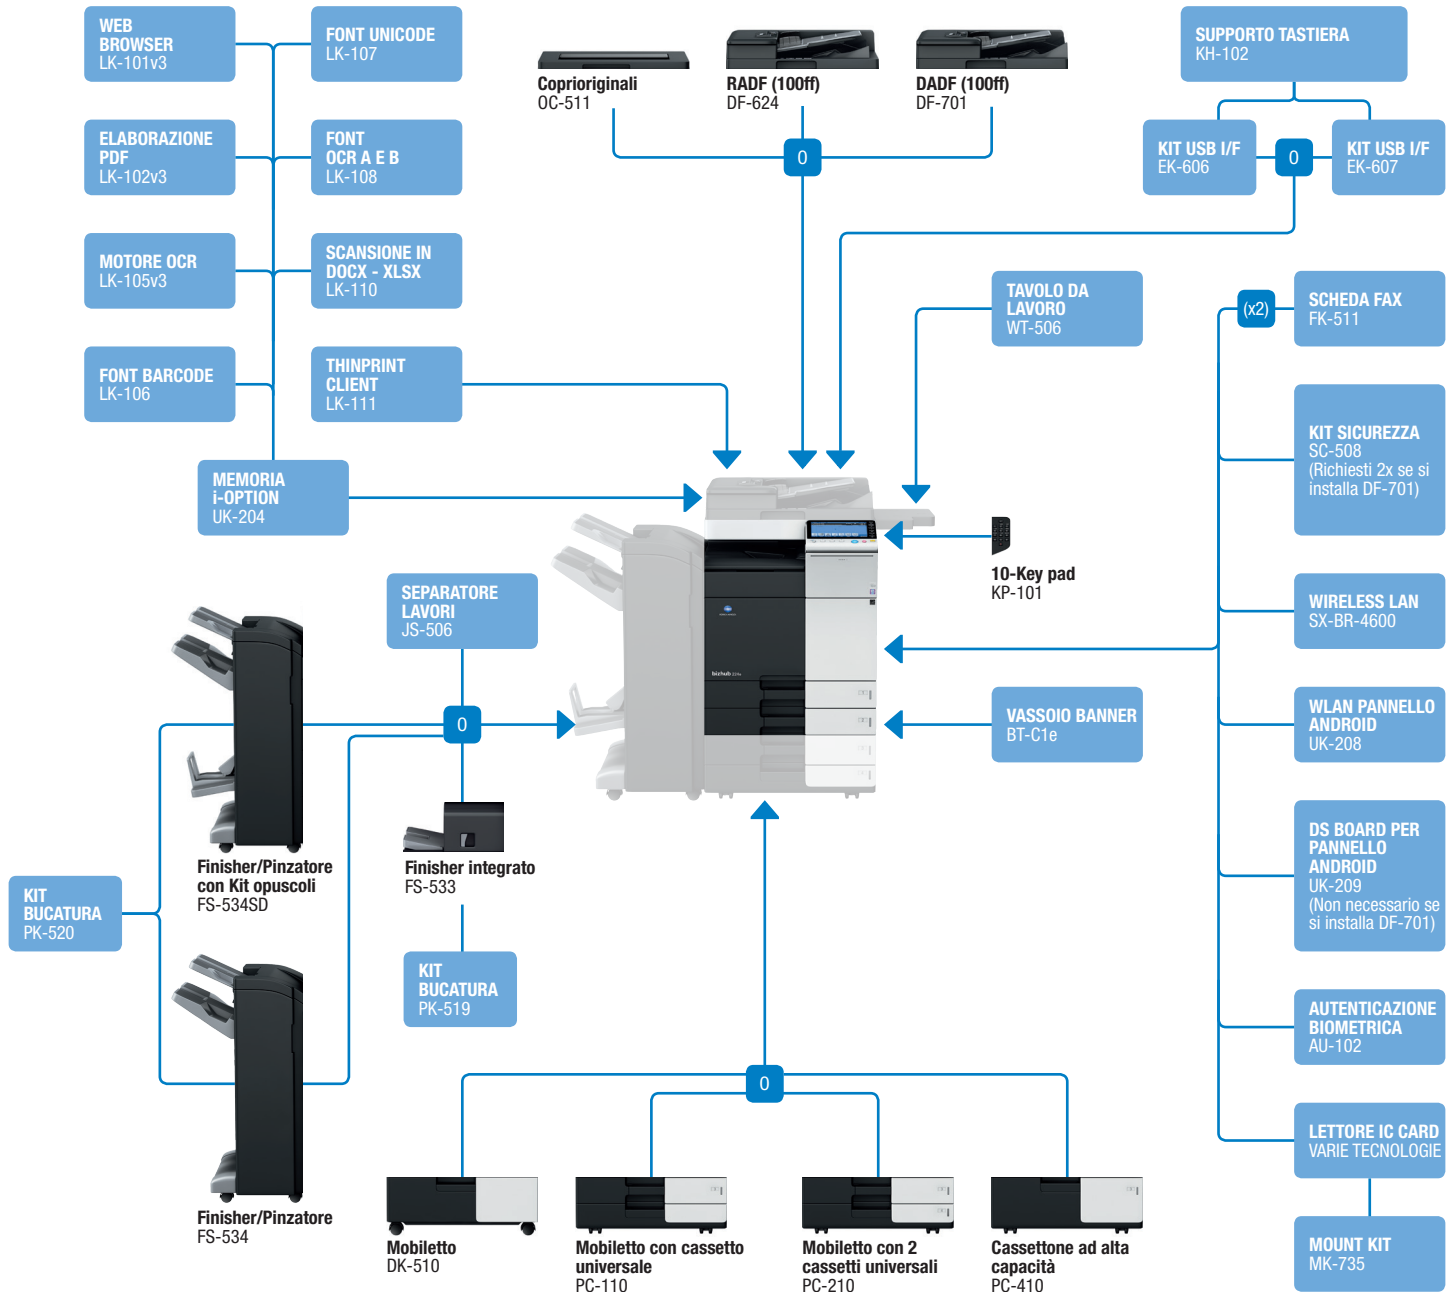 WEB
BROWSER
LK-101v3
FONT UNICODE
LK-107
ELABORAZIONE
PDF
LK-102v3
FONT
OCR A E B
LK-108
MOTORE OCR
LK-105v3
SCANSIONE IN
DOCX - XLSX
LK-110
FONT BARCODE
LK-106
THINPRINT
CLIENT
LK-111
MEMORIA
i-OPTION
UK-204
Coprioriginali
OC-511
RADF (100ff)
DF-624
DADF (100ff)
DF-701
O
SUPPORTO TASTIERA
KH-102
KIT USB I/F
EK-606
O
KIT USB I/F
EK-607
TAVOLO DA
LAVORO
WT-506
(x2)
SCHEDA FAX
FK-511
KIT SICUREZZA
SC-508
(Richiesti 2x se si
installa DF-701)
10-Key pad
KP-101
WIRELESS LAN
SX-BR-4600
WLAN PANNELLO
ANDROID
UK-208
VASSOIO BANNER
BT-C1e
DS BOARD PER
PANNELLO
ANDROID
UK-209
(Non necessario se
si installa DF-701)
AUTENTICAZIONE
BIOMETRICA
AU-102
LETTORE IC CARD
VARIE TECNOLOGIE
MOUNT KIT
MK-735
SEPARATORE
LAVORI
JS-506
O
bizhub
Finisher/Pinzatore
con Kit opuscoli
FS-534SD
Finisher integrato
FS-533
KIT
BUCATURA
PK-520
KIT
BUCATURA
PK-519
Finisher/Pinzatore
FS-534
O
Mobiletto
DK-510
Mobiletto con cassetto
universale
PC-110
Mobiletto con 2
cassetti universali
PC-210
Cassettone ad alta
capacità
PC-410